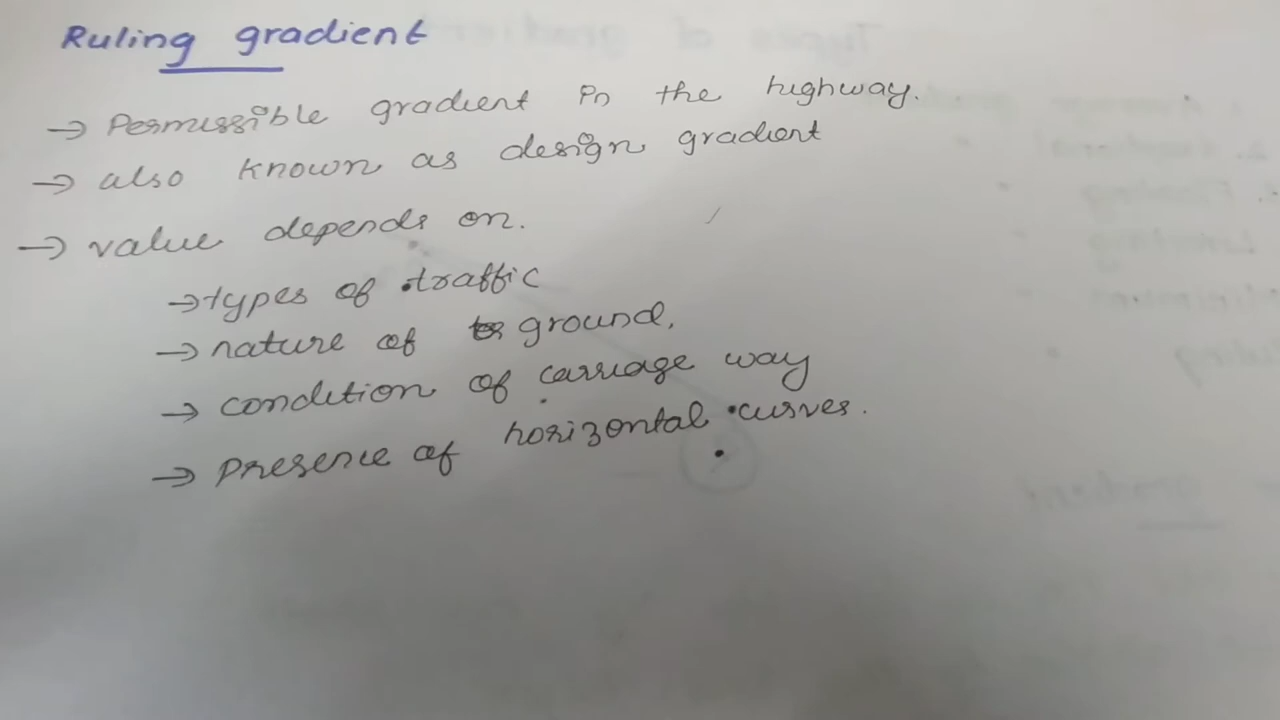 Ruling gradient
→ Permissible gradient in the highway.
→ also known as design gradient
→ value depends on.
→ types of traffic
→ nature of ground.
→ condition of carriage way
→ presence of horizontal curves.